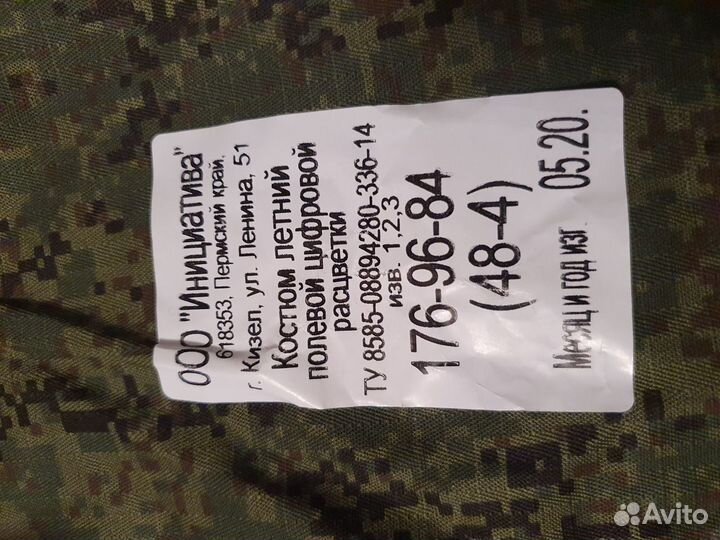 ООО "Инициатива"
618353, Пермский край,
г. Кизел, ул. Ленина, 51
Костюм летний
полевой цифровой
расцветки
ТУ 8585-08894280-336-14
изв. 1,2,3
176-96-84
(48-4)
Месяц и год изг. 05.20.
Avito